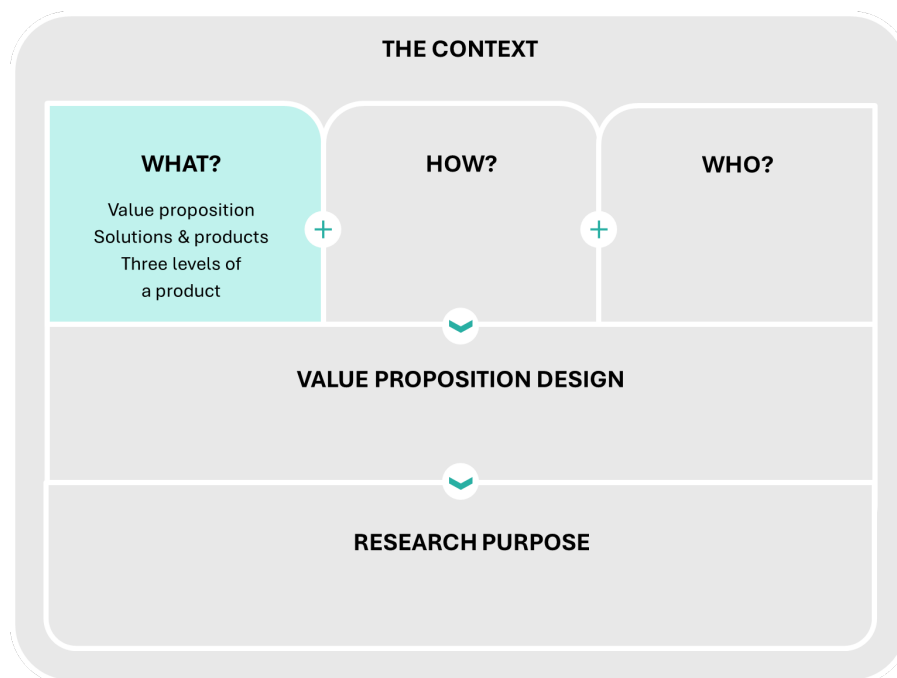 THE CONTEXT
WHAT?
Value proposition
Solutions & products
Three levels of
a product
HOW?
WHO?
VALUE PROPOSITION DESIGN
RESEARCH PURPOSE